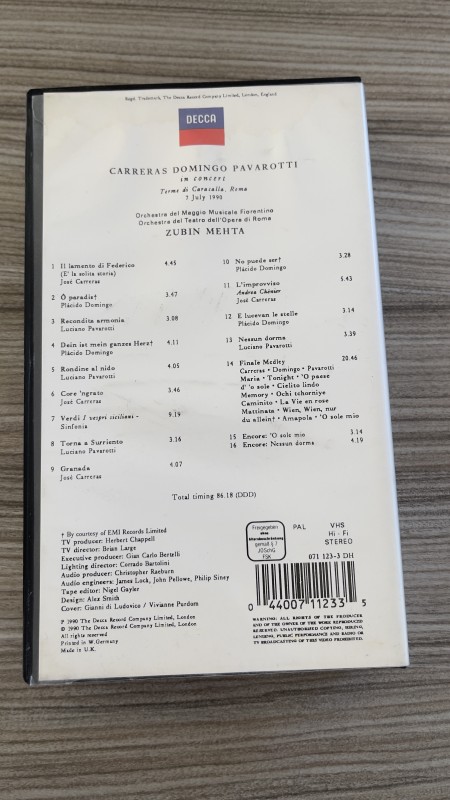 Regd. Trademark, The Decca Record Company Limited, London, England
DECCA
CARRERAS DOMINGO PAVAROTTI
in concert
Terme di Caracalla, Roma
7 July 1990
Orchestra del Maggio Musicale Fiorentino
Orchestra del Teatro dell'Opera di Roma
ZUBIN MEHTA
1 Il lamento di Federico 4.45
(E' la solita storia)
José Carreras
2 Ô paradis† 3.47
Plácido Domingo
3 Recondita armonia 3.08
Luciano Pavarotti
4 Dein ist mein ganzes Herz† 4.11
Plácido Domingo
5 Rondine al nido 4.05
Luciano Pavarotti
6 Core 'ngrato 3.46
José Carreras
7 Verdi I vespri siciliani - 9.19
Sinfonia
8 Torna a Surriento 3.16
Luciano Pavarotti
9 Granada 4.07
José Carreras
10 No puede ser† 3.28
Plácido Domingo
11 L'improvviso 5.43
Andrea Chénier
José Carreras
12 E lucevan le stelle 3.14
Plácido Domingo
13 Nessun dorma 3.39
Luciano Pavarotti
14 Finale Medley 20.46
Carreras • Domingo • Pavarotti
Maria • Tonight • 'O paese
d' 'o sole • Cielito lindo
Memory • Ochi tchorniye
Caminito • La Vie en rose
Mattinata • Wien, Wien, nur
du allein† • Amapola • 'O sole mio
15 Encore: 'O sole mio 3.14
16 Encore: Nessun dorma 4.19
Total timing 86.18 (DDD)
† By courtesy of EMI Records Limited
TV producer: Herbert Chappell
TV director: Brian Large
Executive producer: Gian Carlo Bertelli
Lighting director: Corrado Bartolini
Audio producer: Christopher Raeburn
Audio engineers: James Lock, John Pellowe, Philip Siney
Tape editor: Nigel Gayler
Design: Alex Smith
Cover: Gianni di Ludovico / Vivianne Purdom
P 1990 The Decca Record Company Limited, London
© 1990 The Decca Record Company Limited, London.
All rights reserved
Printed in W.Germany
Made in U.K.
Freigegeben
ohne
Altersbeschränkung
gemäß § 7
JÖSchG
FSK
PAL
VHS
Hi - Fi
STEREO
071 123-3 DH
0 44007 11233 5
WARNING: ALL RIGHTS OF THE PRODUCER
AND OF THE OWNER OF THE WORK REPRODUCED
RESERVED. UNAUTHORISED COPYING, HIRING,
LENDING, PUBLIC PERFORMANCE AND RADIO OR
TV BROADCASTING OF THIS VIDEO PROHIBITED.